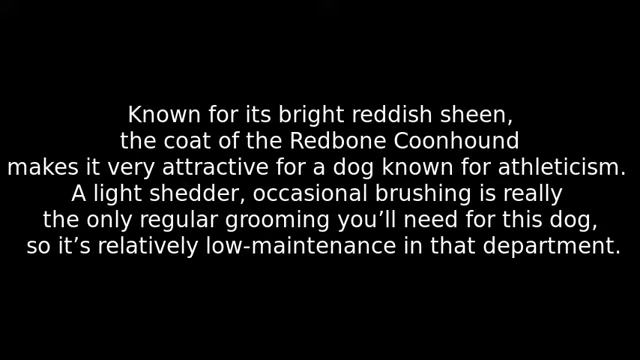 Known for its bright reddish sheen,
the coat of the Redbone Coonhound
makes it very attractive for a dog known for athleticism.
A light shedder, occasional brushing is really
the only regular grooming you’ll need for this dog,
so it’s relatively low-maintenance in that department.